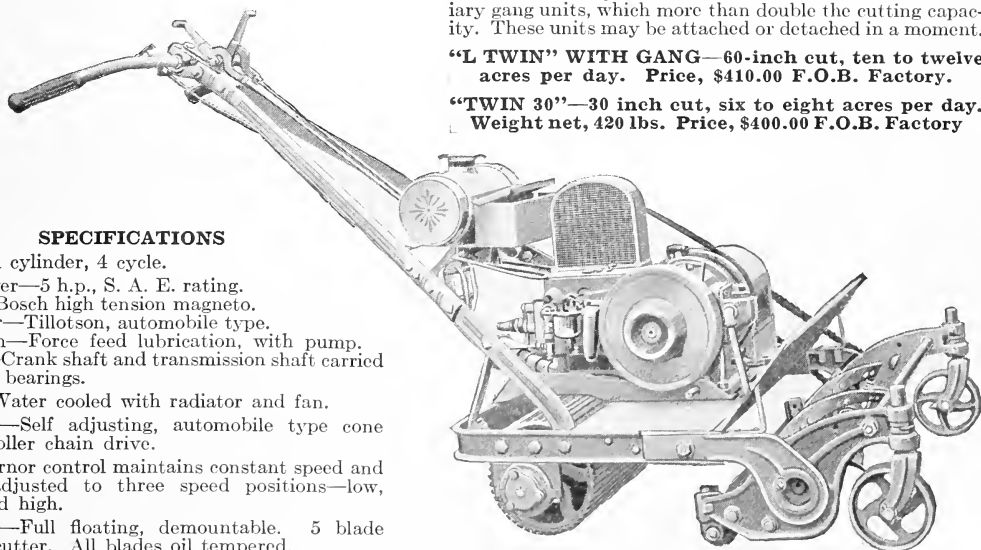 iary gang units, which more than double the cutting capac-
ity. These units may be attached or detached in a moment.
“L TWIN” WITH GANG—60-inch cut, ten to twelve
acres per day. Price, $410.00 F.O.B. Factory.
“TWIN 30”—30 inch cut, six to eight acres per day.
Weight net, 420 lbs. Price, $400.00 F.O.B. Factory
SPECIFICATIONS
cylinder, 4 cycle.
er—5 h.p., S. A. E. rating.
Bosch high tension magneto.
—Tillotson, automobile type.
n—Force feed lubrication, with pump.
Crank shaft and transmission shaft carried
bearings.
Water cooled with radiator and fan.
—Self adjusting, automobile type cone
oller chain drive.
rnor control maintains constant speed and
adjusted to three speed positions—low,
d high.
—Full floating, demountable. 5 blade
cutter. All blades oil tempered